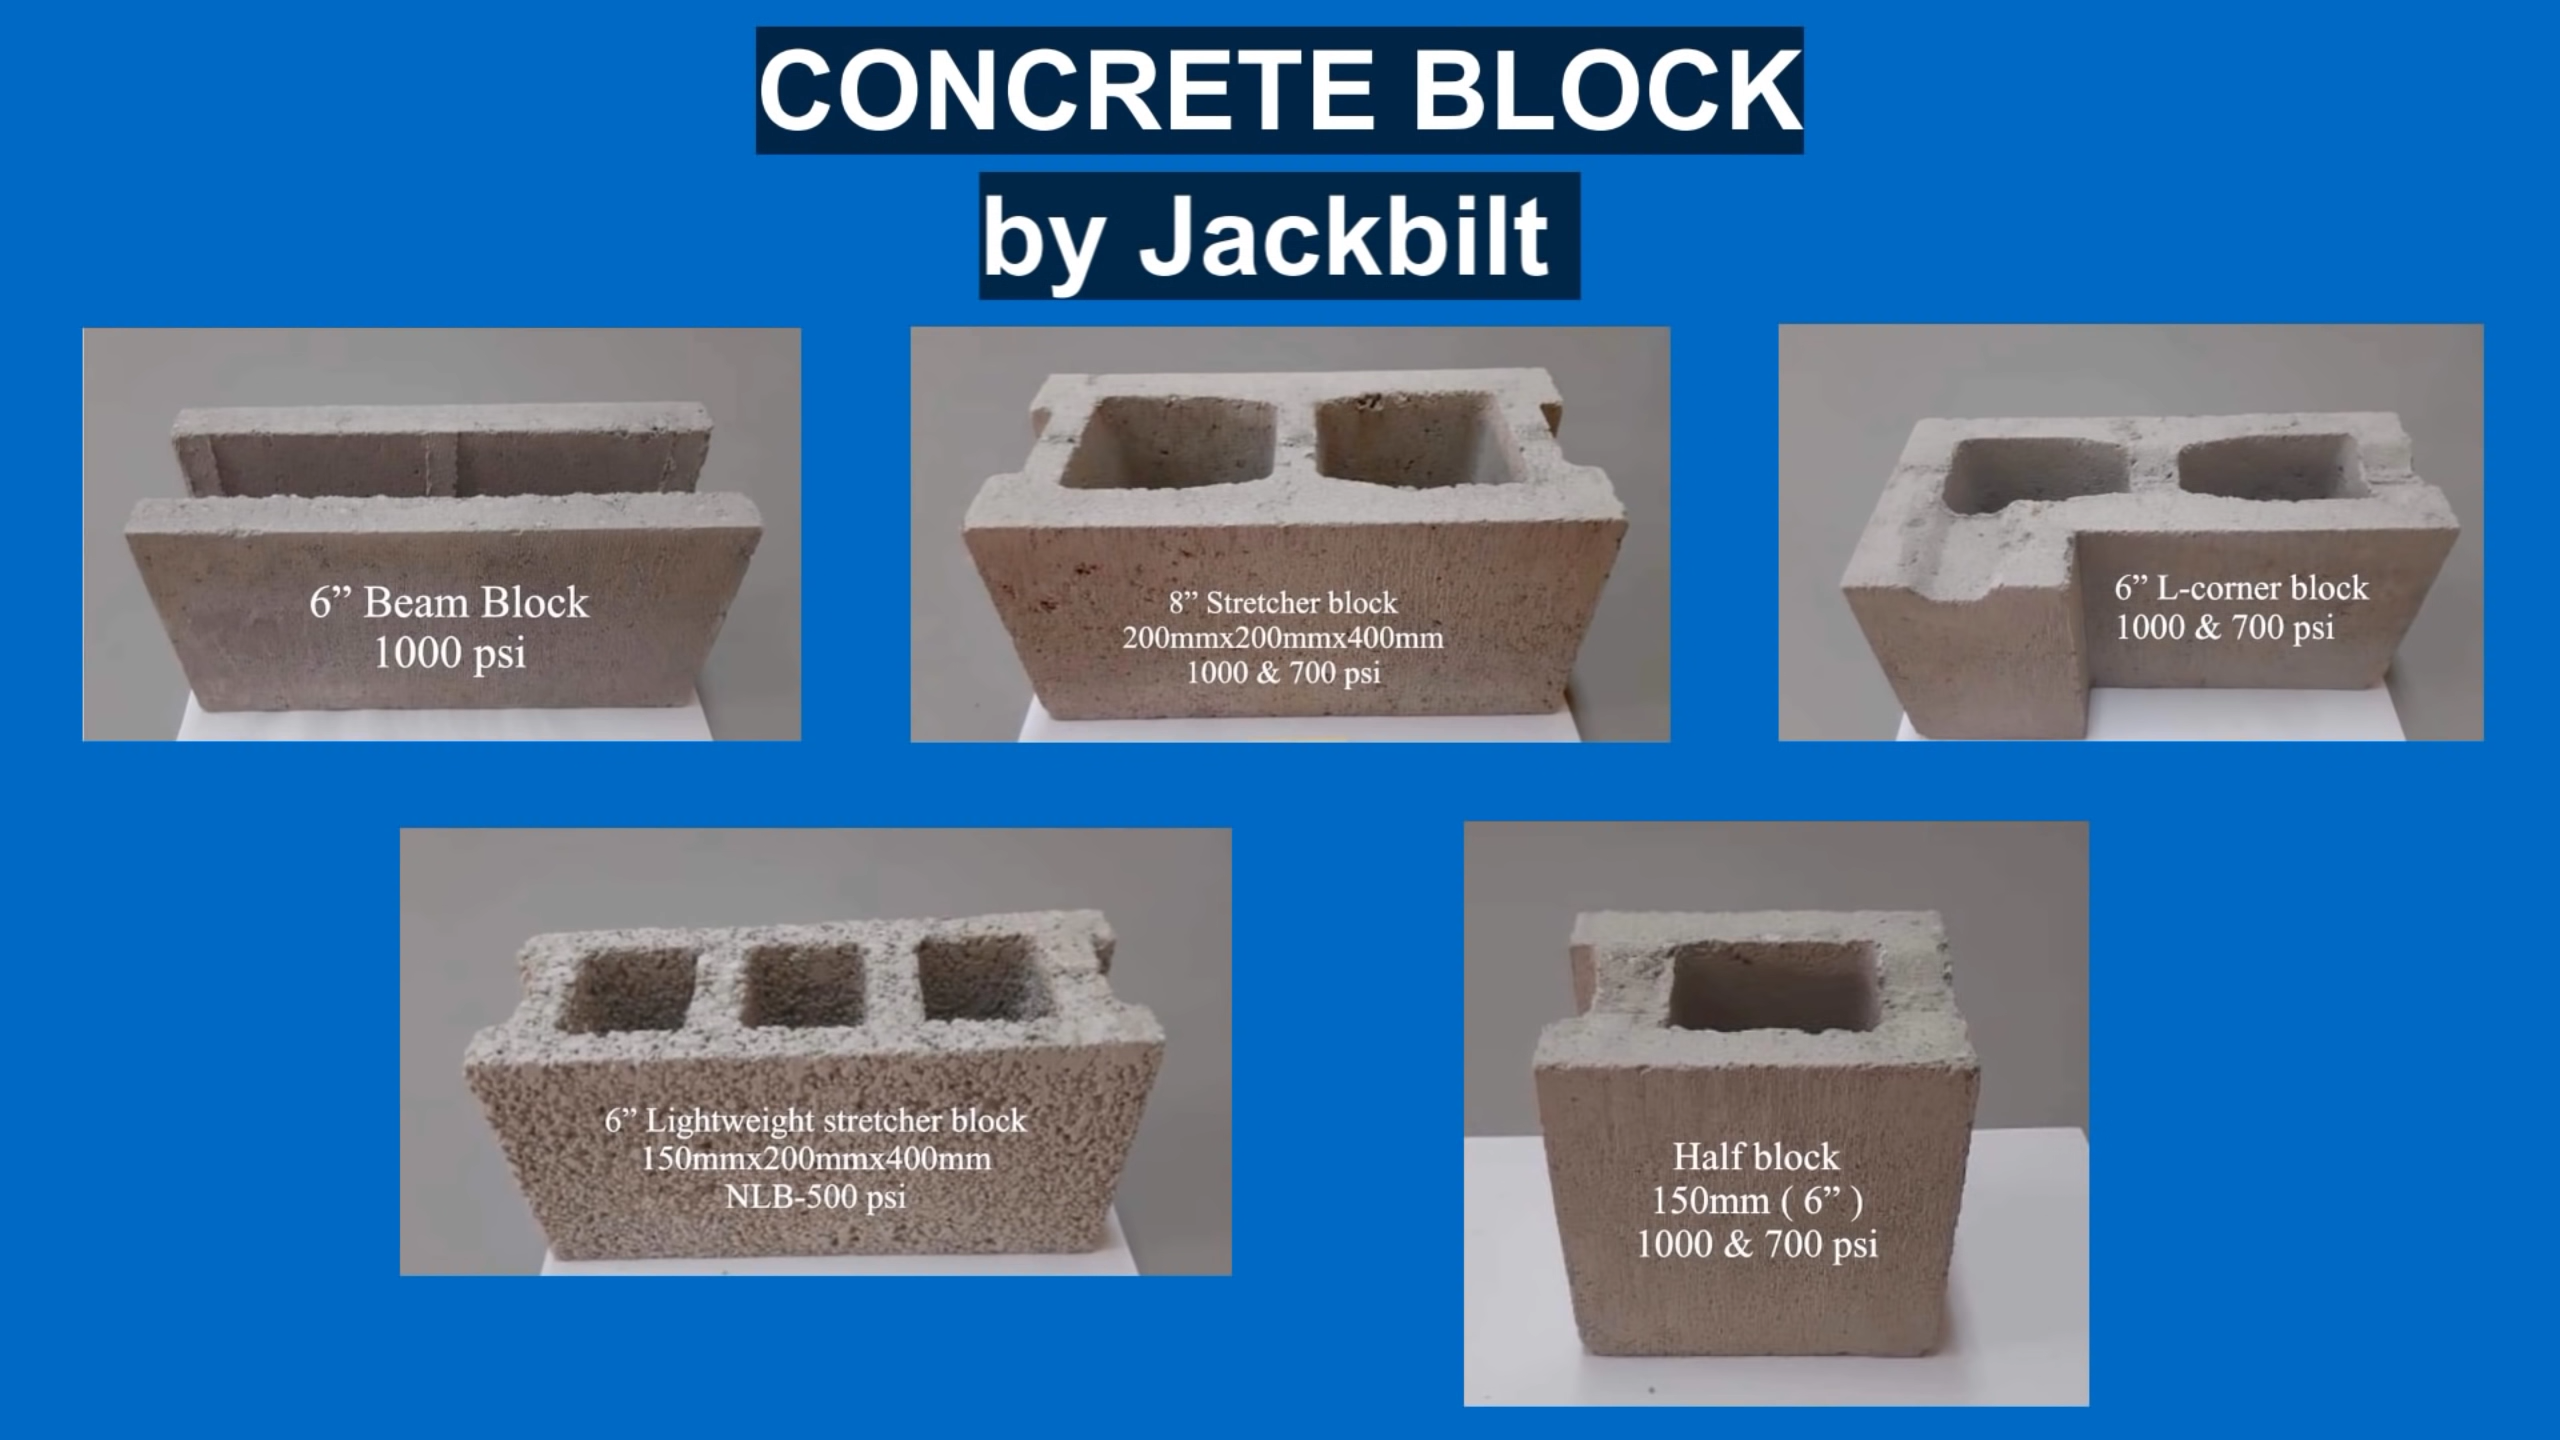 CONCRETE BLOCK
by Jackbilt
6” Beam Block
1000 psi
8” Stretcher block
200mmx200mmx400mm
1000 & 700 psi
6” L-corner block
1000 & 700 psi
6” Lightweight stretcher block
150mmx200mmx400mm
NLB-500 psi
Half block
150mm ( 6” )
1000 & 700 psi